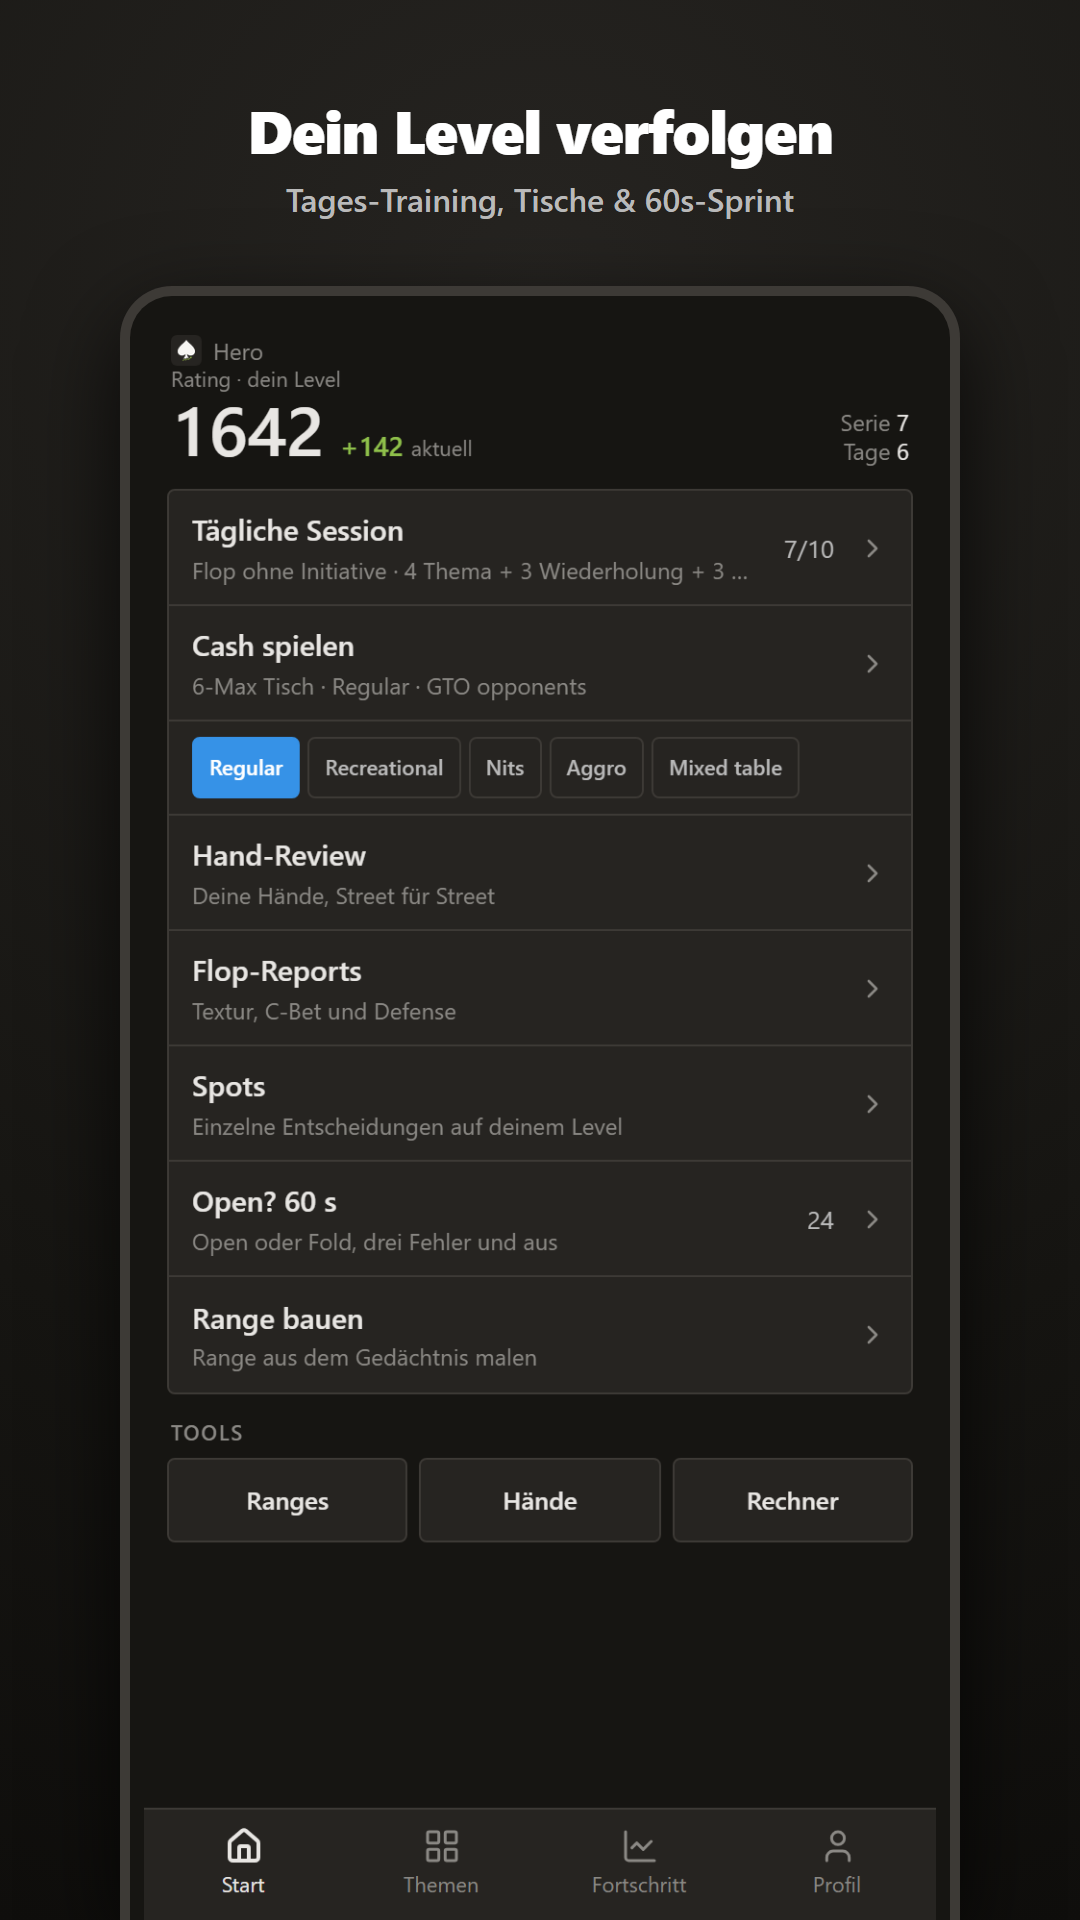 Dein Level verfolgen
Tages-Training, Tische & 60s-Sprint
Hero
Rating · dein Level
1642 +142 aktuell
Serie 7
Tage 6
Tägliche Session
Flop ohne Initiative · 4 Thema + 3 Wiederholung + 3 ...
7/10
Cash spielen
6-Max Tisch · Regular · GTO opponents
Regular Recreational Nits Aggro Mixed table
Hand-Review
Deine Hände, Street für Street
Flop-Reports
Textur, C-Bet und Defense
Spots
Einzelne Entscheidungen auf deinem Level
Open? 60 s
Open oder Fold, drei Fehler und aus
24
Range bauen
Range aus dem Gedächtnis malen
TOOLS
Ranges Hände Rechner
Start Themen Fortschritt Profil